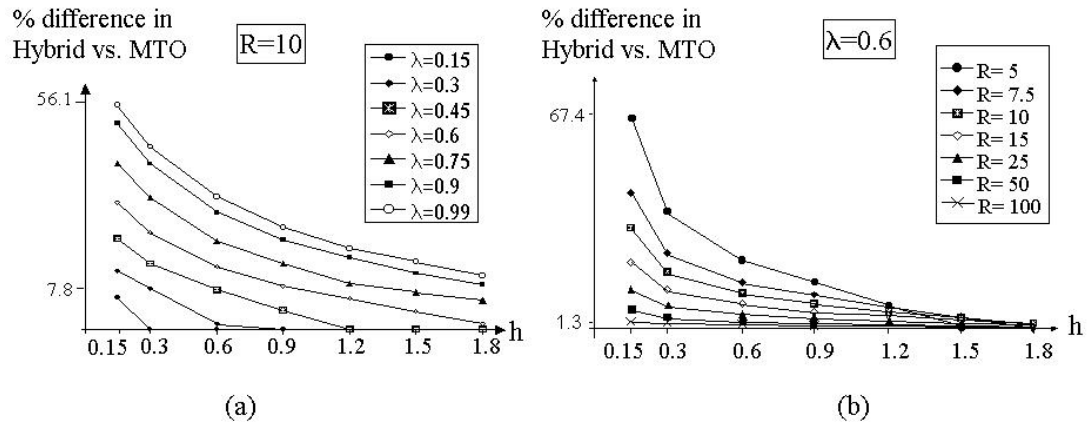 % difference in
Hybrid vs. MTO
R=10
λ=0.15
λ=0.3
λ=0.45
λ=0.6
λ=0.75
λ=0.9
λ=0.99
56.1
7.8
h
0.15 0.3 0.6 0.9 1.2 1.5 1.8
(a)
% difference in
Hybrid vs. MTO
λ=0.6
R= 5
R= 7.5
R= 10
R= 15
R= 25
R= 50
R= 100
67.4
1.3
h
0.15 0.3 0.6 0.9 1.2 1.5 1.8
(b)